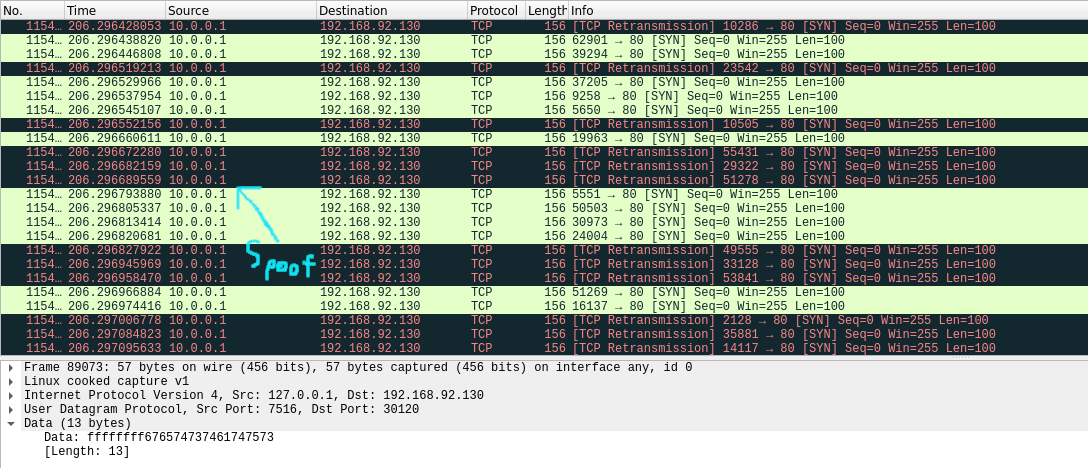 No. Time Source Destination Protocol Length Info
1154… 206.296428053 10.0.0.1 192.168.92.130 TCP 156 [TCP Retransmission] 10286 → 80 [SYN] Seq=0 Win=255 Len=100
1154… 206.296438820 10.0.0.1 192.168.92.130 TCP 156 62901 → 80 [SYN] Seq=0 Win=255 Len=100
1154… 206.296446808 10.0.0.1 192.168.92.130 TCP 156 39294 → 80 [SYN] Seq=0 Win=255 Len=100
1154… 206.296519213 10.0.0.1 192.168.92.130 TCP 156 [TCP Retransmission] 23542 → 80 [SYN] Seq=0 Win=255 Len=100
1154… 206.296529966 10.0.0.1 192.168.92.130 TCP 156 37205 → 80 [SYN] Seq=0 Win=255 Len=100
1154… 206.296537954 10.0.0.1 192.168.92.130 TCP 156 9258 → 80 [SYN] Seq=0 Win=255 Len=100
1154… 206.296545107 10.0.0.1 192.168.92.130 TCP 156 5650 → 80 [SYN] Seq=0 Win=255 Len=100
1154… 206.296552156 10.0.0.1 192.168.92.130 TCP 156 [TCP Retransmission] 10505 → 80 [SYN] Seq=0 Win=255 Len=100
1154… 206.296660611 10.0.0.1 192.168.92.130 TCP 156 19963 → 80 [SYN] Seq=0 Win=255 Len=100
1154… 206.296672280 10.0.0.1 192.168.92.130 TCP 156 [TCP Retransmission] 55431 → 80 [SYN] Seq=0 Win=255 Len=100
1154… 206.296682159 10.0.0.1 192.168.92.130 TCP 156 [TCP Retransmission] 29322 → 80 [SYN] Seq=0 Win=255 Len=100
1154… 206.296689559 10.0.0.1 192.168.92.130 TCP 156 [TCP Retransmission] 51278 → 80 [SYN] Seq=0 Win=255 Len=100
1154… 206.296793880 10.0.0.1 192.168.92.130 TCP 156 5551 → 80 [SYN] Seq=0 Win=255 Len=100
1154… 206.296805337 10.0.0.1 192.168.92.130 TCP 156 50503 → 80 [SYN] Seq=0 Win=255 Len=100
1154… 206.296813414 10.0.0.1 192.168.92.130 TCP 156 30973 → 80 [SYN] Seq=0 Win=255 Len=100
1154… 206.296820681 10.0.0.1 192.168.92.130 TCP 156 24004 → 80 [SYN] Seq=0 Win=255 Len=100
1154… 206.296827922 10.0.0.1 192.168.92.130 TCP 156 [TCP Retransmission] 49555 → 80 [SYN] Seq=0 Win=255 Len=100
Spoof
1154… 206.296945969 10.0.0.1 192.168.92.130 TCP 156 [TCP Retransmission] 33128 → 80 [SYN] Seq=0 Win=255 Len=100
1154… 206.296958470 10.0.0.1 192.168.92.130 TCP 156 [TCP Retransmission] 53841 → 80 [SYN] Seq=0 Win=255 Len=100
1154… 206.296966884 10.0.0.1 192.168.92.130 TCP 156 51269 → 80 [SYN] Seq=0 Win=255 Len=100
1154… 206.296974416 10.0.0.1 192.168.92.130 TCP 156 16137 → 80 [SYN] Seq=0 Win=255 Len=100
1154… 206.297006778 10.0.0.1 192.168.92.130 TCP 156 [TCP Retransmission] 2128 → 80 [SYN] Seq=0 Win=255 Len=100
1154… 206.297084823 10.0.0.1 192.168.92.130 TCP 156 [TCP Retransmission] 35881 → 80 [SYN] Seq=0 Win=255 Len=100
1154… 206.297095633 10.0.0.1 192.168.92.130 TCP 156 [TCP Retransmission] 14117 → 80 [SYN] Seq=0 Win=255 Len=100
Frame 89073: 57 bytes on wire (456 bits), 57 bytes captured (456 bits) on interface any, id 0
Linux cooked capture v1
Internet Protocol Version 4, Src: 127.0.0.1, Dst: 192.168.92.130
User Datagram Protocol, Src Port: 7516, Dst Port: 30120
Data (13 bytes)
Data: ffffffff676574737461747573
[Length: 13]